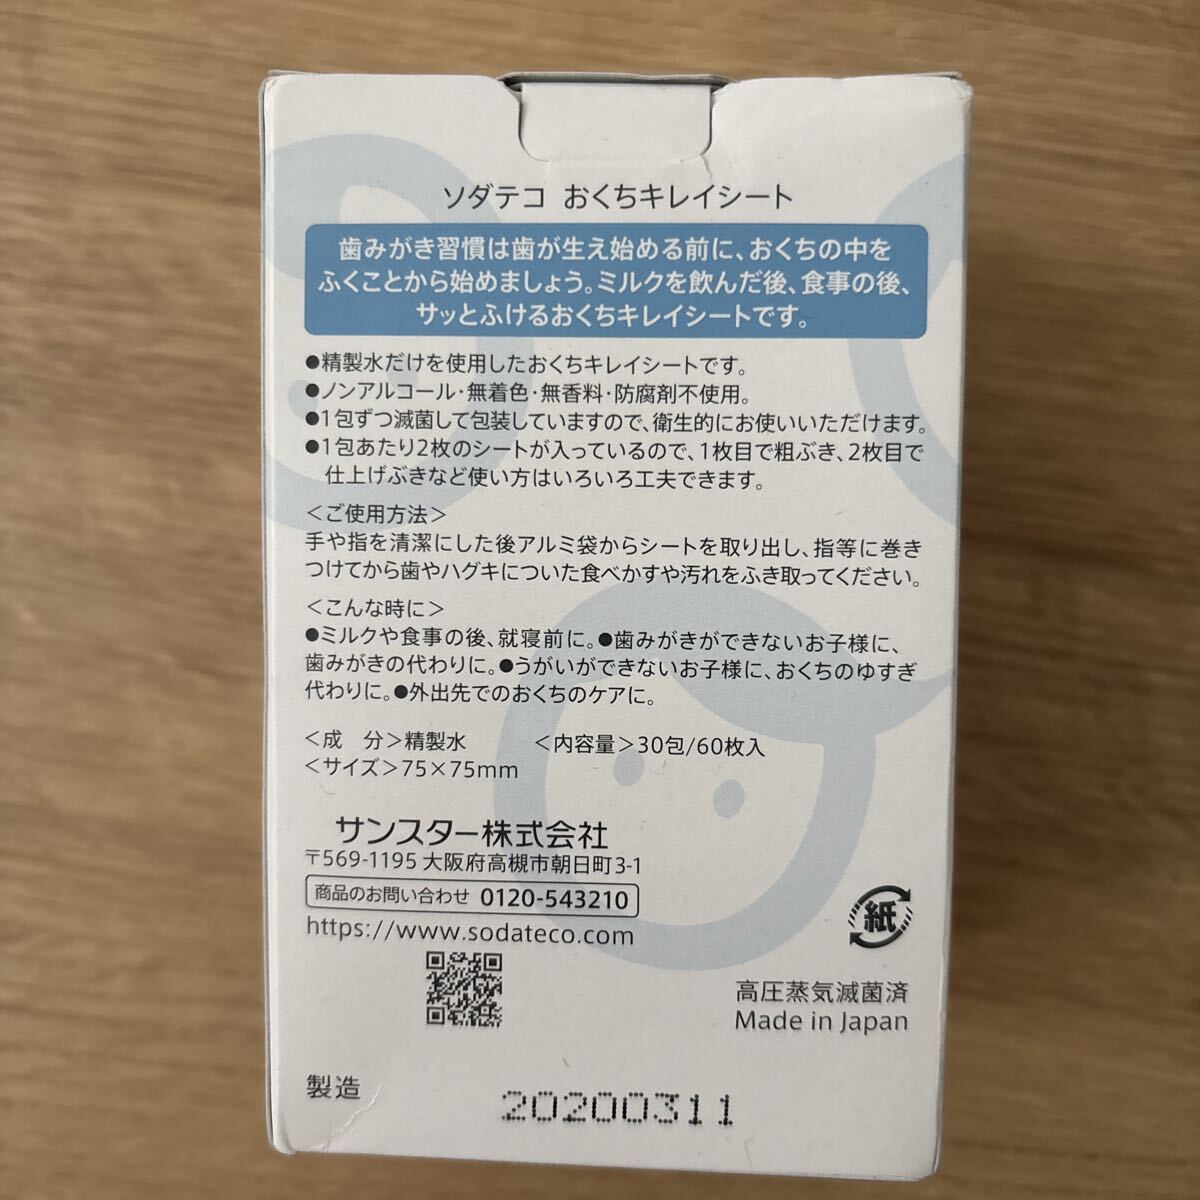 ソダテコ おくちキレイシート
歯みがき習慣は歯が生え始める前に、おくちの中を
ふくことから始めましょう。ミルクを飲んだ後、食事の後、
サッとふけるおくちキレイシートです。
●精製水だけを使用したおくちキレイシートです。
●ノンアルコール・無着色・無香料・防腐剤不使用。
●1包ずつ滅菌して包装していますので、衛生的にお使いいただけます。
●1包あたり2枚のシートが入っているので、1枚目で粗ぶき、2枚目で
仕上げぶきなど使い方はいろいろ工夫できます。
＜ご使用方法＞
手や指を清潔にした後アルミ袋からシートを取り出し、指等に巻き
つけてから歯やハグキについた食べかすや汚れをふき取ってください。
＜こんな時に＞
●ミルクや食事の後、就寝前に。●歯みがきができないお子様に、
歯みがきの代わりに。●うがいができないお子様に、おくちのゆすぎ
代わりに。●外出先でのおくちのケアに。
＜成　分＞精製水　＜内容量＞30包/60枚入
＜サイズ＞75×75mm
サンスター株式会社
〒569-1195 大阪府高槻市朝日町3-1
商品のお問い合わせ 0120-543210
https://www.sodateco.com
紙
高圧蒸気滅菌済
Made in Japan
製造 20200311